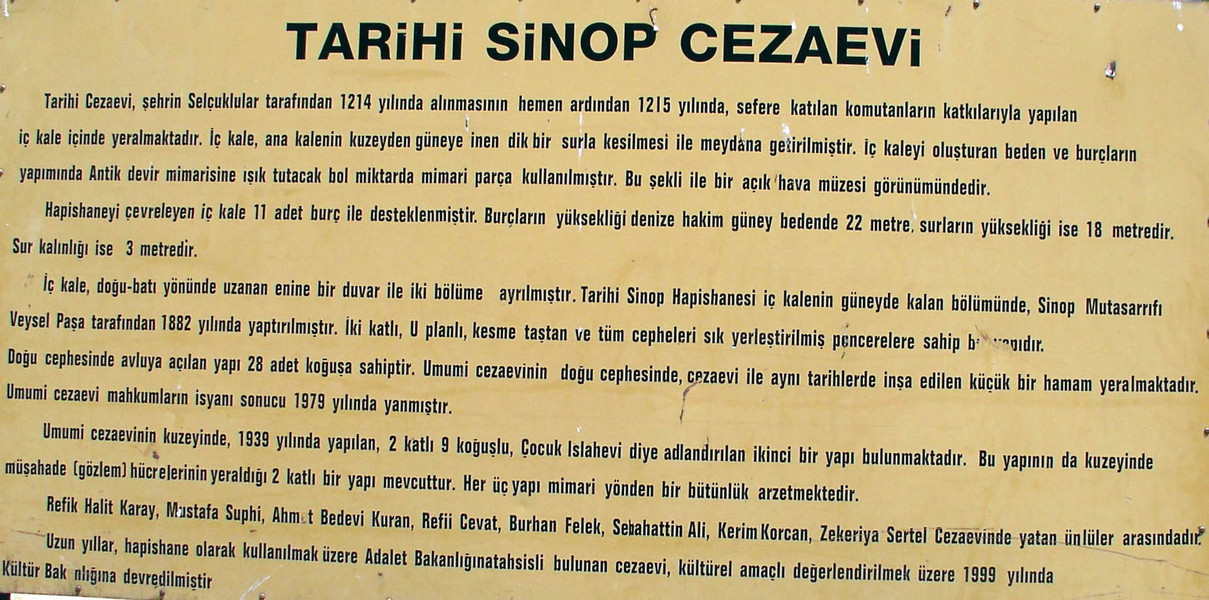 TARiHi SiNOP CEZAEVi
Tarihi Cezaevi, şehrin Selçuklular tarafından 1214 yılında alınmasının hemen ardından 1215 yılında, sefere katılan komutanların katkılarıyla yapılan
iç kale içinde yeralmaktadır. İç kale, ana kalenin kuzeyden güneye inen dik bir surla kesilmesi ile meydana getirilmiştir. İç kaleyi oluşturan beden ve burçların
yapımında Antik devir mimarisine ışık tutacak bol miktarda mimari parça kullanılmıştır. Bu şekli ile bir açık hava müzesi görünümündedir.
Hapishaneyi çevreleyen iç kale 11 adet burç ile desteklenmiştir. Burçların yüksekliği denize hakim güney bedende 22 metre, surların yüksekliği ise 18 metredir.
Sur kalınlığı ise 3 metredir.
İç kale, doğu-batı yönünde uzanan enine bir duvar ile iki bölüme ayrılmıştır. Tarihi Sinop Hapishanesi iç kalenin güneyde kalan bölümünde, Sinop Mutasarrıfı
Veysel Paşa tarafından 1882 yılında yaptırılmıştır. İki katlı, U planlı, kesme taştan ve tüm cepheleri sık yerleştirilmiş pencerelere sahip
Doğu cephesinde avluya açılan yapı 28 adet koğuşa sahiptir. Umumi cezaevinin doğu cephesinde, cezaevi ile aynı tarihlerde inşa edilen küçük bir hamam yeralmaktadır.
Umumi cezaevi mahkumların isyanı sonucu 1979 yılında yanmıştır.
Umumi cezaevinin kuzeyinde, 1939 yılında yapılan, 2 katlı 9 koğuşlu, Çocuk Islahevi diye adlandırılan ikinci bir yapı bulunmaktadır. Bu yapının da kuzeyinde
müşahade (gözlem) hücrelerinin yeraldığı 2 katlı bir yapı mevcuttur. Her üç yapı mimari yönden bir bütünlük arzetmektedir.
Refik Halit Karay, Mustafa Suphi, Ahmet Bedevi Kuran, Refii Cevat, Burhan Felek, Sebahattin Ali, Kerim Korcan, Zekeriya Sertel Cezaevinde yatan ünlüler arasındadır.
Uzun yıllar, hapishane olarak kullanılmak üzere Adalet Bakanlığınatahsisli bulunan cezaevi, kültürel amaçlı değerlendirilmek üzere 1999 yılında
Kültür Bak nlığına devredilmiştir